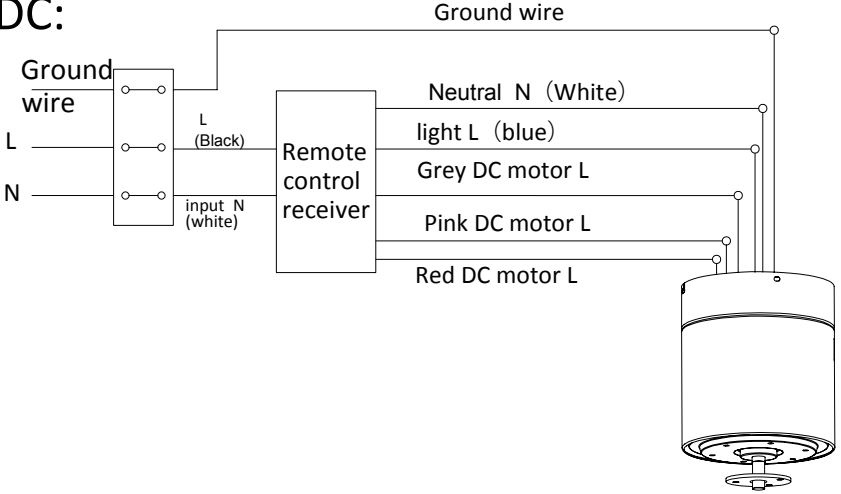 DC:
Ground wire
Ground
wire
L
N
L
(Black)
input N
(white)
Remote
control
receiver
Neutral N（White）
light L（blue）
Grey DC motor L
Pink DC motor L
Red DC motor L